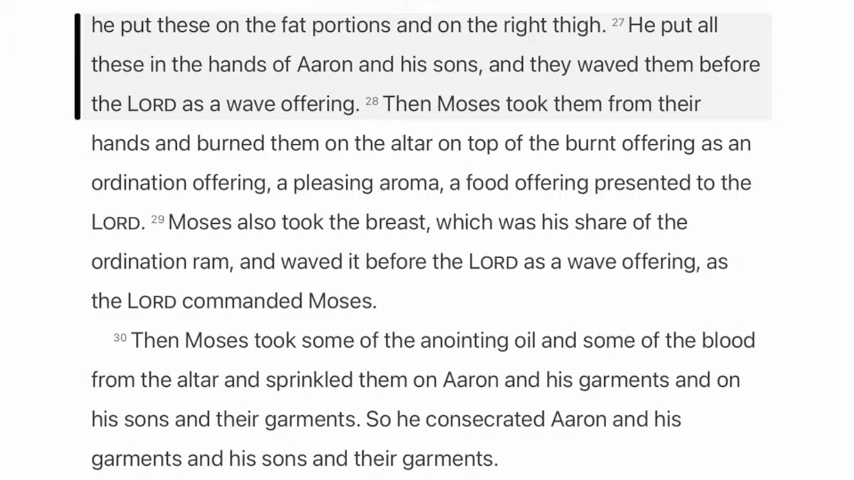 he put these on the fat portions and on the right thigh. 27 He put all
these in the hands of Aaron and his sons, and they waved them before
the LORD as a wave offering. 28 Then Moses took them from their
hands and burned them on the altar on top of the burnt offering as an
ordination offering, a pleasing aroma, a food offering presented to the
LORD. 29 Moses also took the breast, which was his share of the
ordination ram, and waved it before the LORD as a wave offering, as
the LORD commanded Moses.
30 Then Moses took some of the anointing oil and some of the blood
from the altar and sprinkled them on Aaron and his garments and on
his sons and their garments. So he consecrated Aaron and his
garments and his sons and their garments.